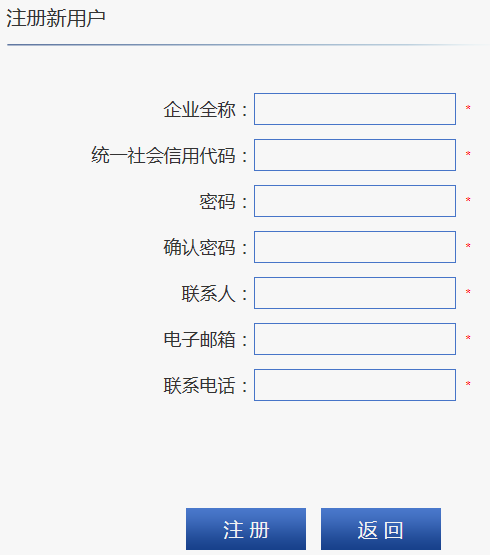 注册新用户
企业全称： *
统一社会信用代码： *
密码： *
确认密码： *
联系人： *
电子邮箱： *
联系电话： *
注 册 返 回